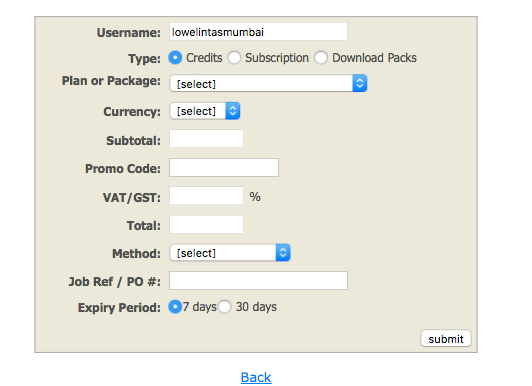 Username: lowelintasmumbai
Type: Credits Subscription Download Packs
Plan or Package: [select]
Currency: [select]
Subtotal:
Promo Code:
VAT/GST: %
Total:
Method: [select]
Job Ref / PO #:
Expiry Period: 7 days 30 days
submit
Back